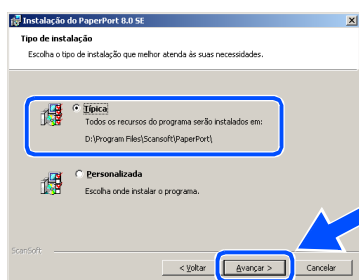 Instalação do PaperPort 8.0 SE
Tipo de instalação
Escolha o tipo de instalação que melhor atenda às suas necessidades.
Típica
Todos os recursos do programa serão instalados em:
D:\Program Files\Scansoft\PaperPort\
Personalizada
Escolha onde instalar o programa.
ScanSoft
< Voltar Avançar > Cancelar